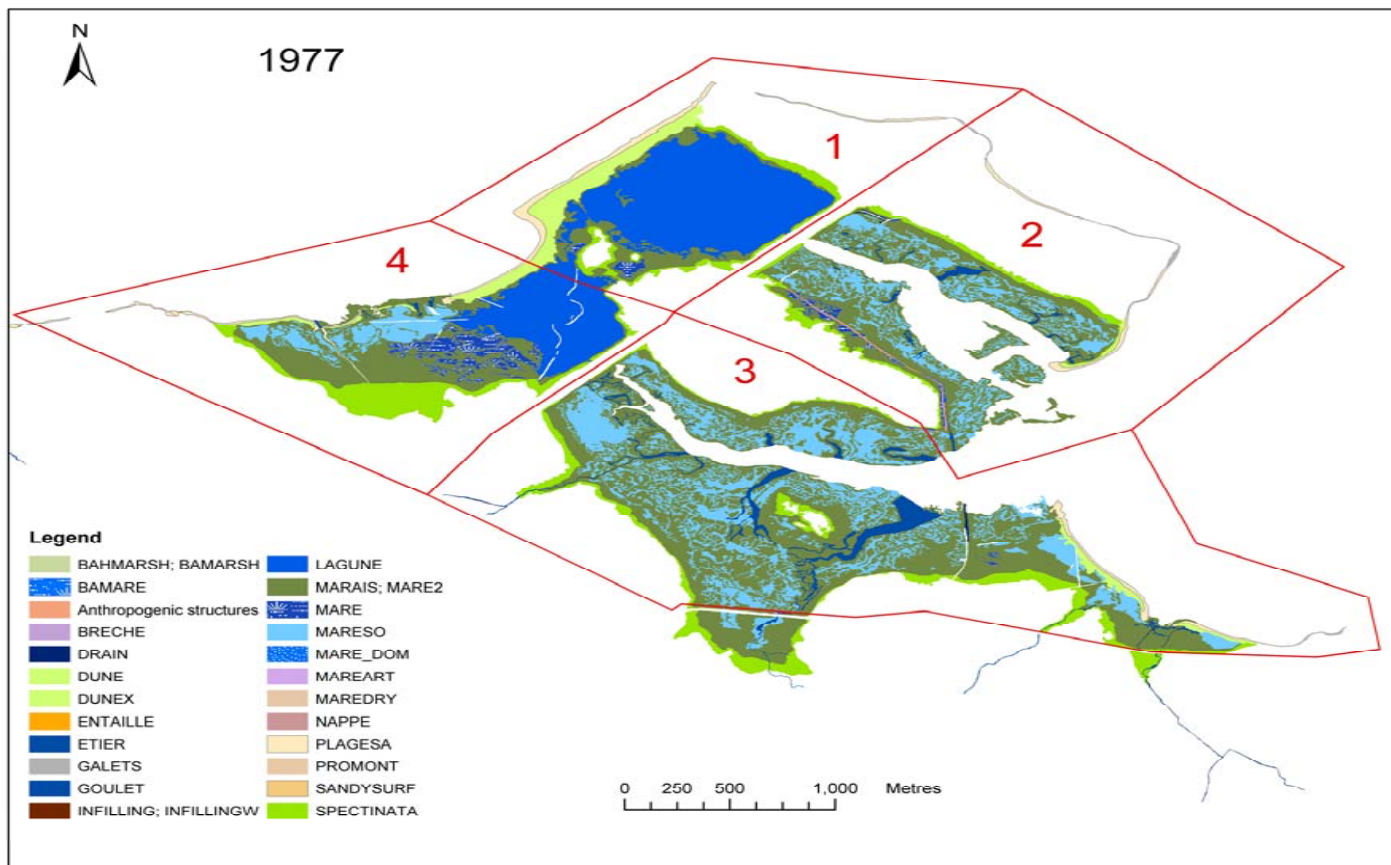 N
1977
1
2
4
3
Legend
BAHMARSH; BAMARSH
BAMARE
Anthropogenic structures
BRECHE
DRAIN
DUNE
DUNEX
ENTAILLE
ETIER
GALETS
GOULET
INFILLING; INFILLINGW
LAGUNE
MARAIS; MARE2
MARE
MARESO
MARE_DOM
MAREART
MAREDRY
NAPPE
PLAGESA
PROMONT
SANDYSURF
SPECTINATA
0 250 500 1,000 Metres